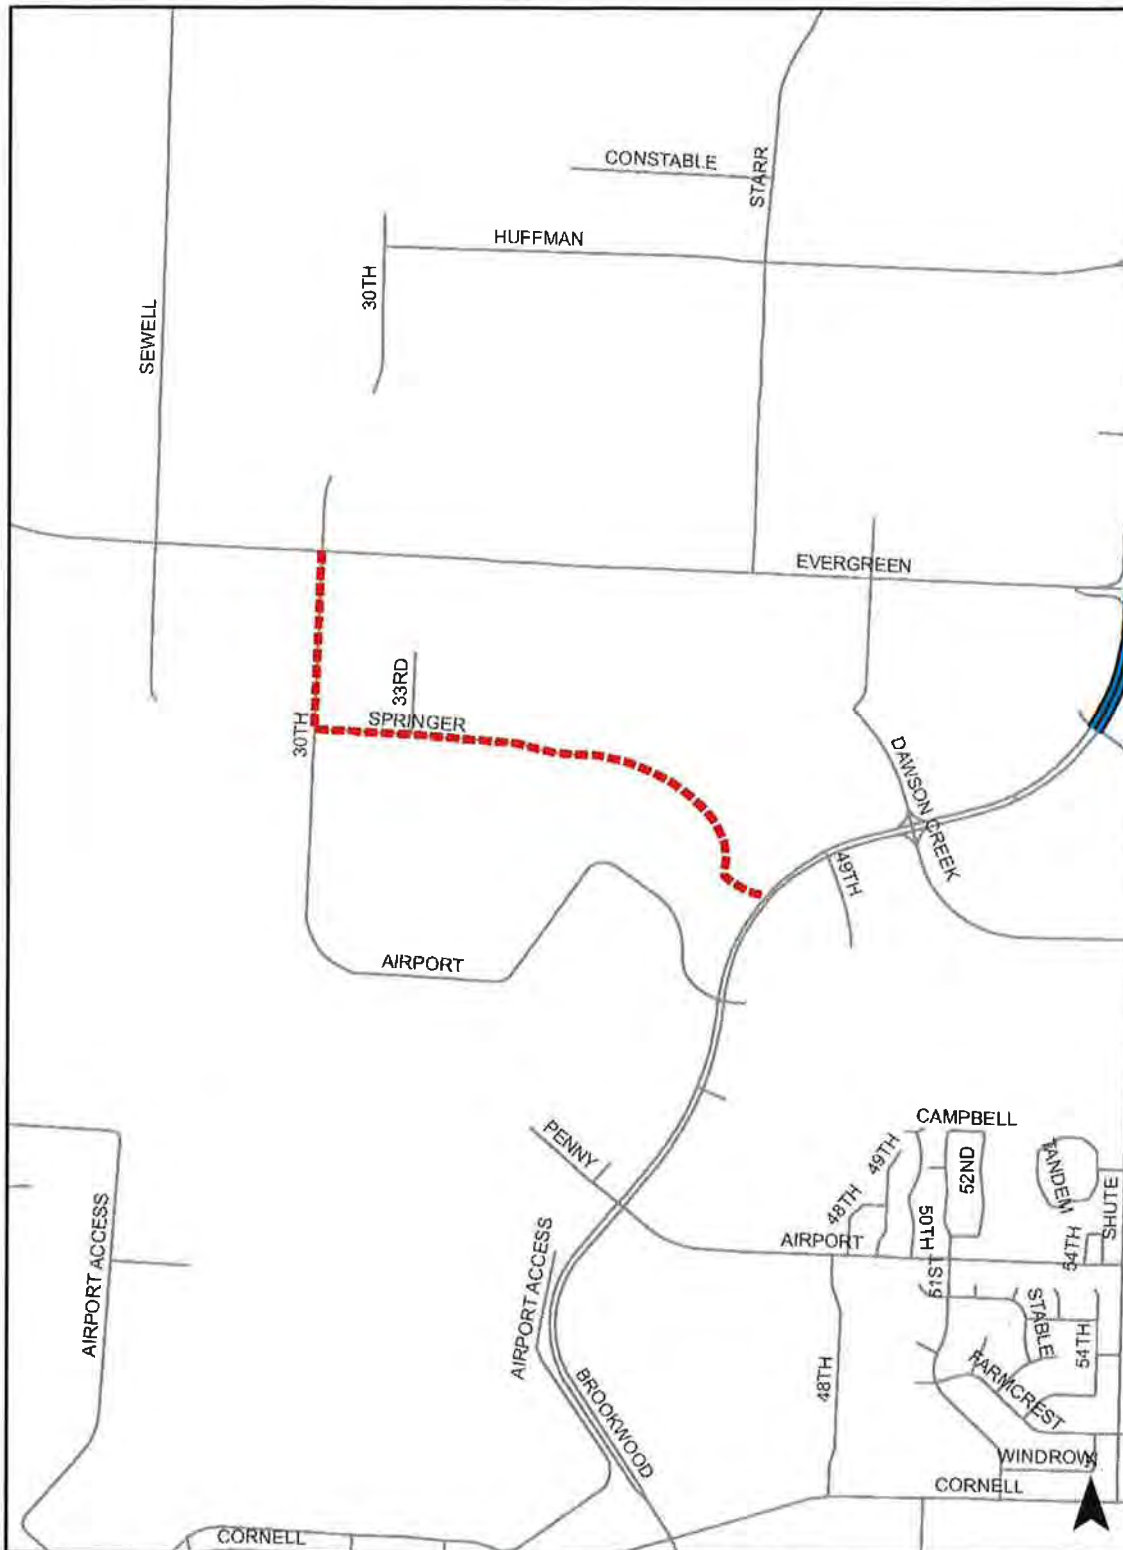 CONSTABLE
STARR
HUFFMAN
30TH
SEWELL
EVERGREEN
33RD
SPRINGER
30TH
DAWSON CREEK
49TH
AIRPORT
CAMPBELL
PENNY
49TH
52ND
TANDEM
48TH
50TH
SHUTE
AIRPORT
54TH
AIRPORT ACCESS
AIRPORT ACCESS
51ST
STABLE
54TH
48TH
FARMCREST
BROOKWOOD
WINDROW
CORNELL
CORNELL